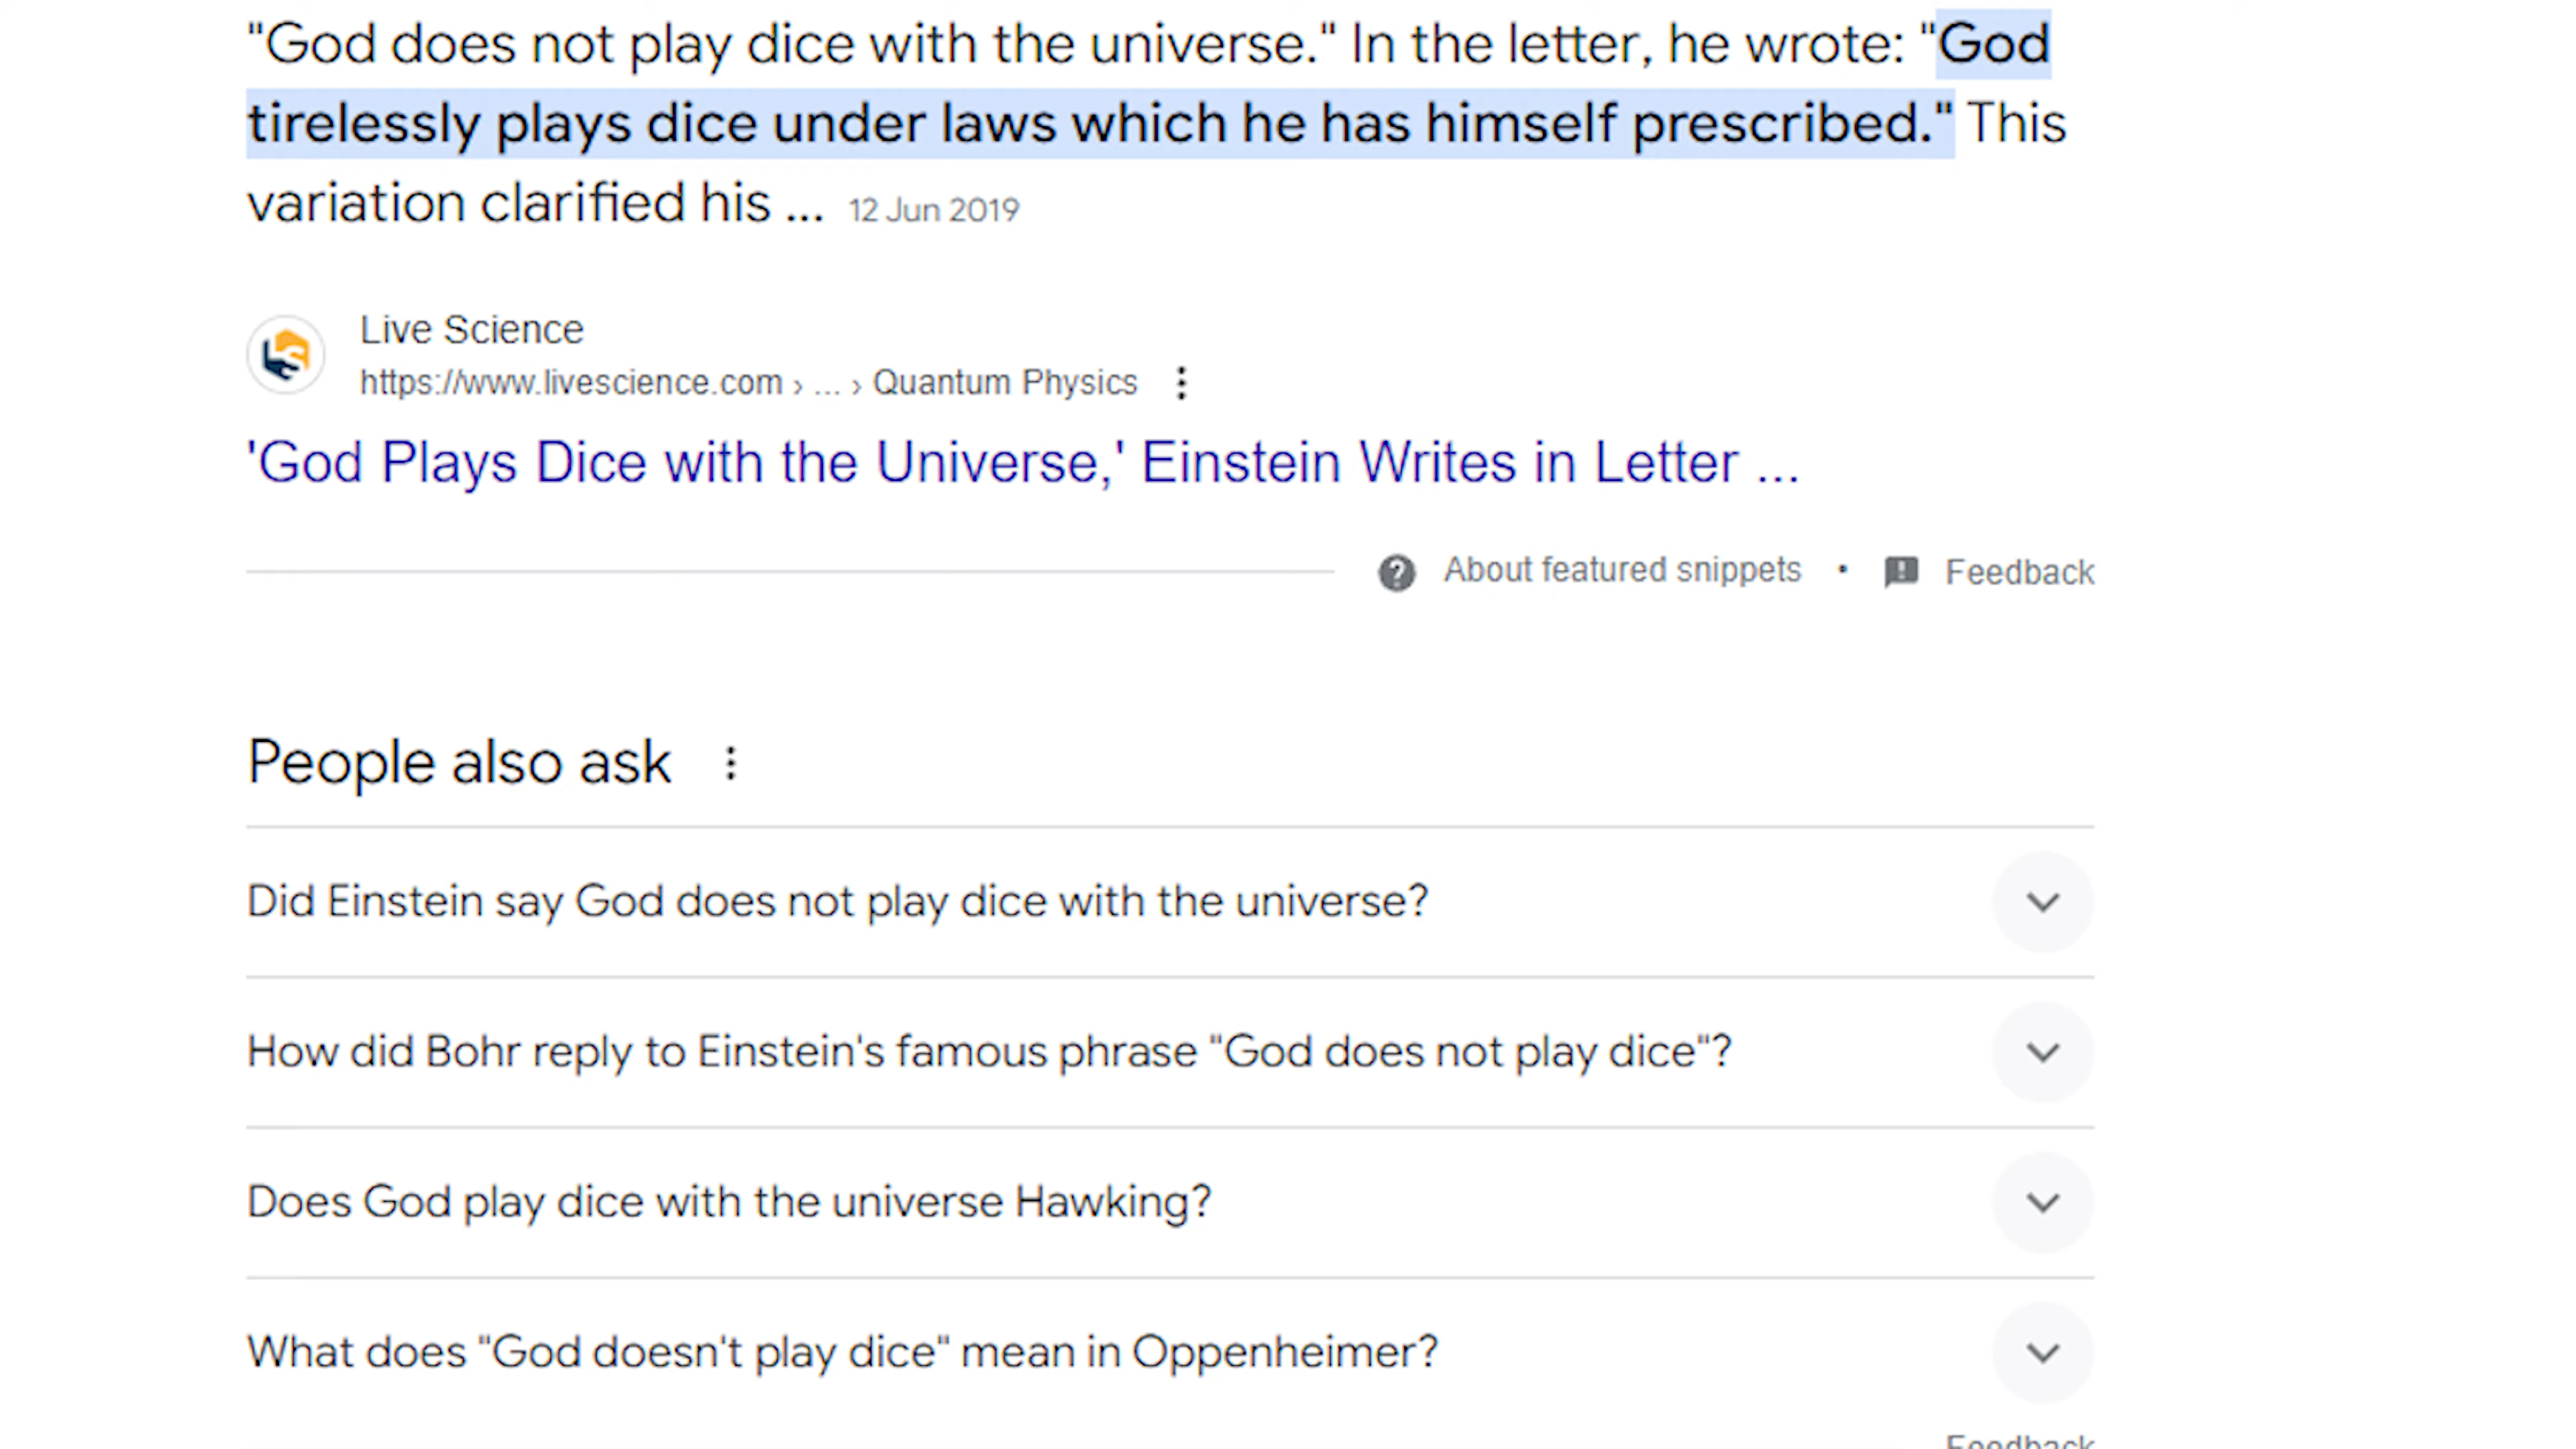 "God does not play dice with the universe." In the letter, he wrote: "God
tirelessly plays dice under laws which he has himself prescribed." This
variation clarified his ... 12 Jun 2019
Live Science
https://www.livescience.com › ... › Quantum Physics
'God Plays Dice with the Universe,' Einstein Writes in Letter ...
About featured snippets • Feedback
People also ask
Did Einstein say God does not play dice with the universe?
How did Bohr reply to Einstein's famous phrase "God does not play dice"?
Does God play dice with the universe Hawking?
What does "God doesn't play dice" mean in Oppenheimer?
Feedback